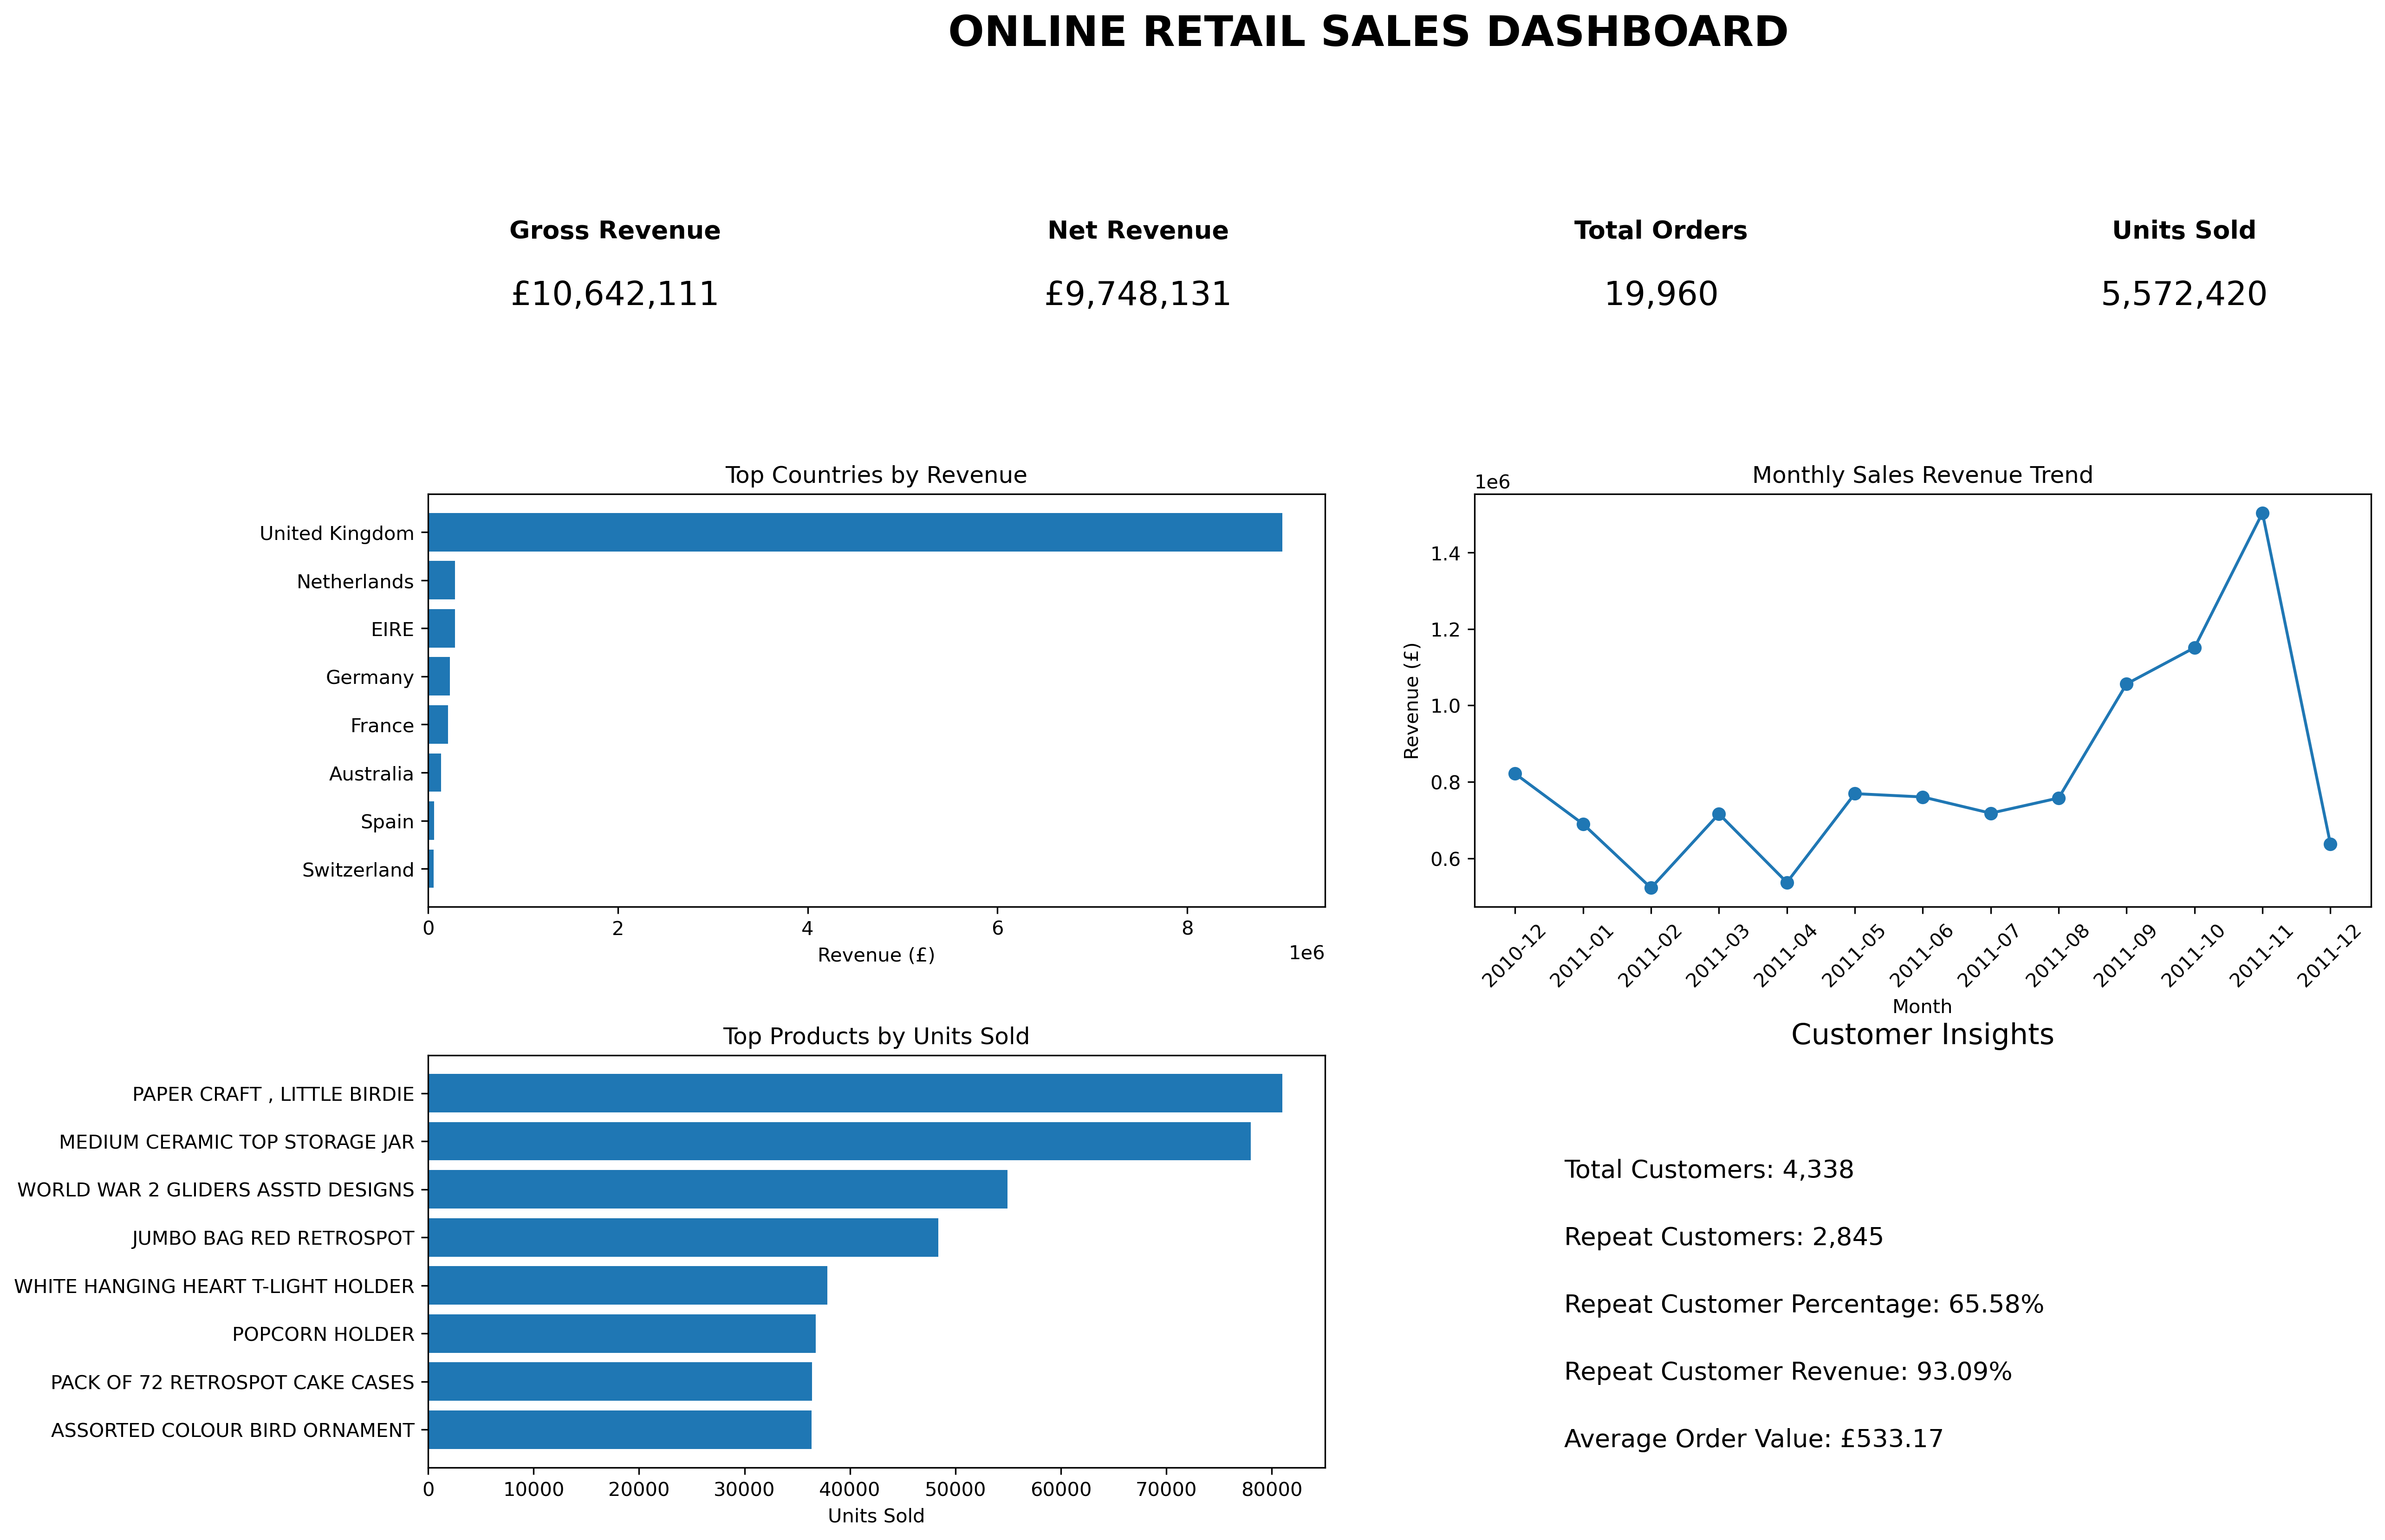 ONLINE RETAIL SALES DASHBOARD
Gross Revenue
£10,642,111
Net Revenue
£9,748,131
Total Orders
19,960
Units Sold
5,572,420
Top Countries by Revenue
United Kingdom
Netherlands
EIRE
Germany
France
Australia
Spain
Switzerland
0 2 4 6 8
1e6
Revenue (£)
Monthly Sales Revenue Trend
1e6
Revenue (£)
1.4
1.2
1.0
0.8
0.6
2010-12 2011-01 2011-02 2011-03 2011-04 2011-05 2011-06 2011-07 2011-08 2011-09 2011-10 2011-11 2011-12
Month
Top Products by Units Sold
PAPER CRAFT , LITTLE BIRDIE
MEDIUM CERAMIC TOP STORAGE JAR
WORLD WAR 2 GLIDERS ASSTD DESIGNS
JUMBO BAG RED RETROSPOT
WHITE HANGING HEART T-LIGHT HOLDER
POPCORN HOLDER
PACK OF 72 RETROSPOT CAKE CASES
ASSORTED COLOUR BIRD ORNAMENT
0 10000 20000 30000 40000 50000 60000 70000 80000
Units Sold
Customer Insights
Total Customers: 4,338
Repeat Customers: 2,845
Repeat Customer Percentage: 65.58%
Repeat Customer Revenue: 93.09%
Average Order Value: £533.17